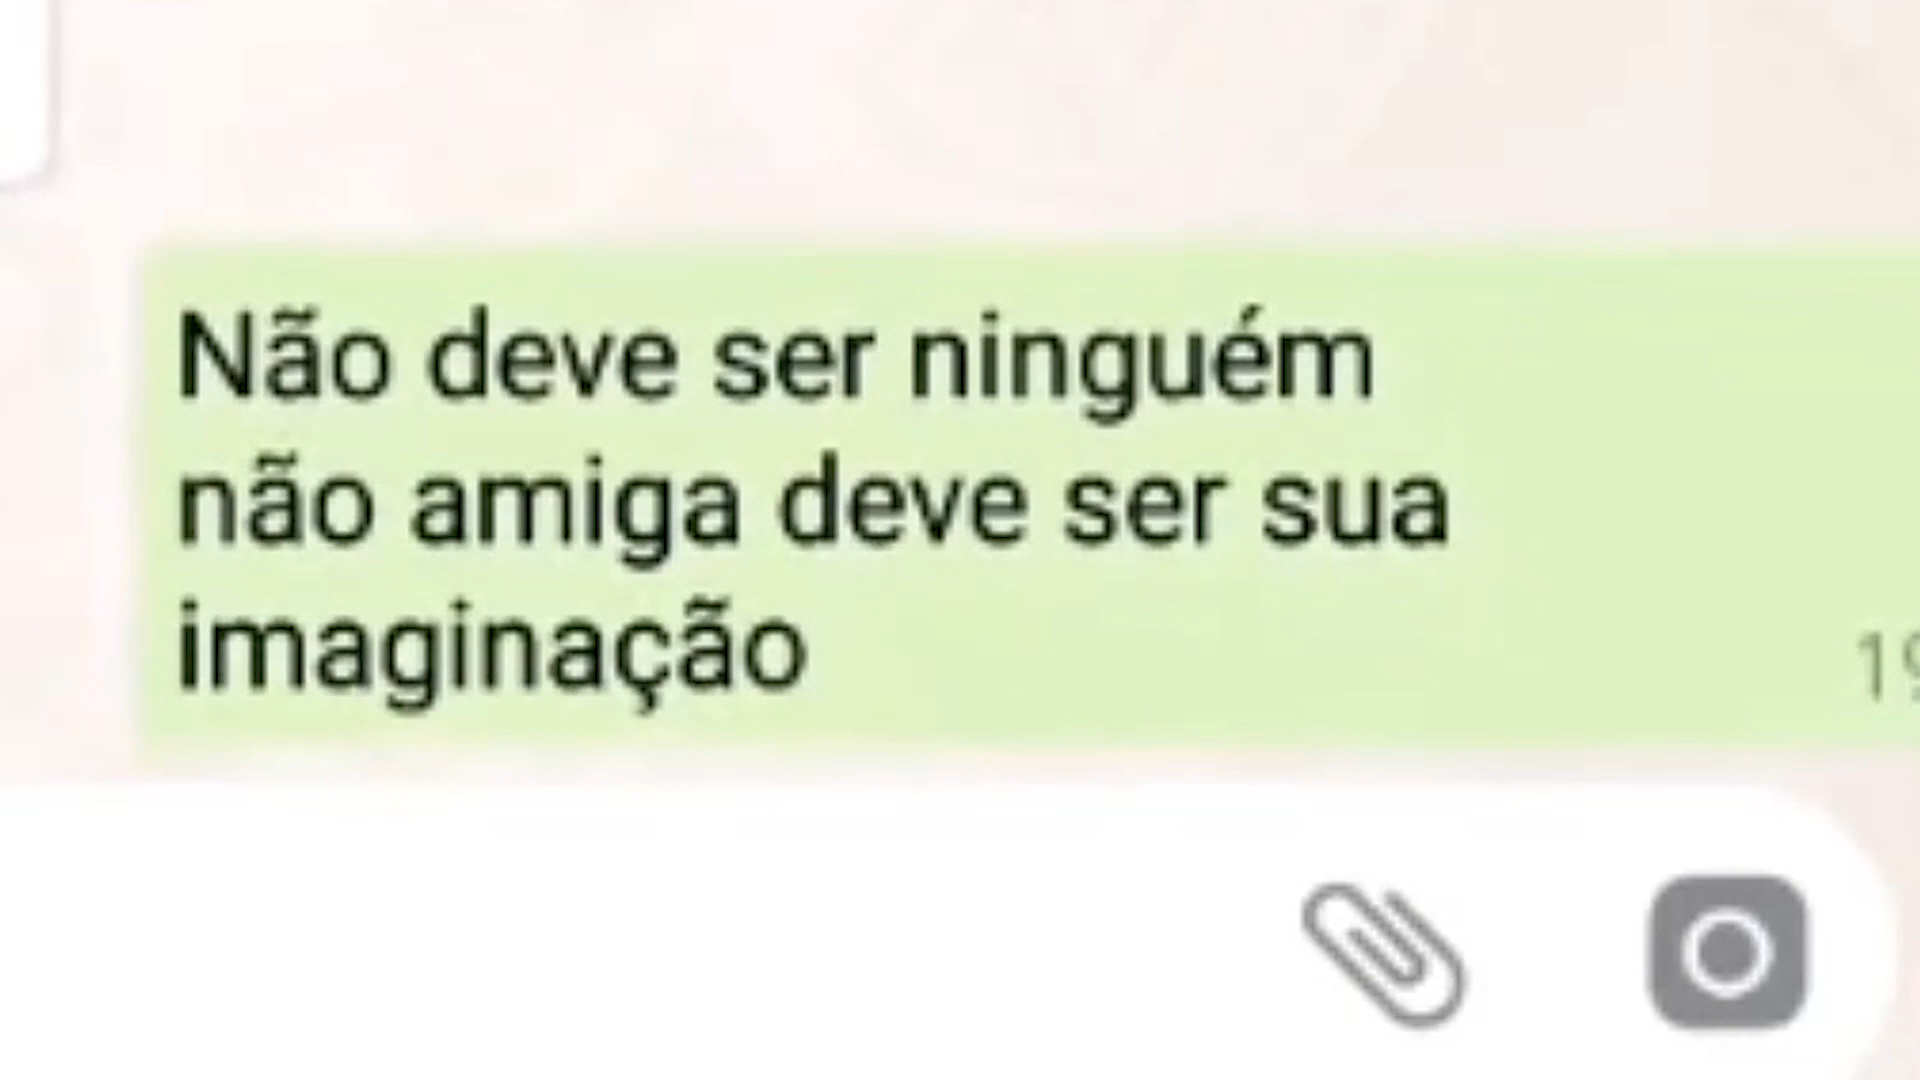 Não deve ser ninguém
não amiga deve ser sua
imaginação